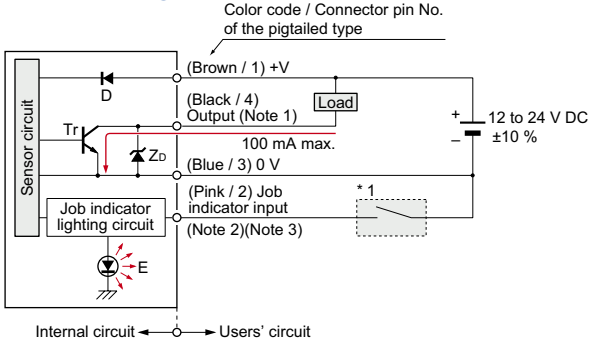 Color code / Connector pin No.
of the pigtailed type
(Brown / 1) +V
D
(Black / 4)
Output (Note 1)
Load
Tr
ZD
100 mA max.
+
–
12 to 24 V DC
±10 %
Sensor circuit
(Blue / 3) 0 V
(Pink / 2) Job
indicator input
(Note 2)(Note 3)
* 1
Job indicator
lighting circuit
E
Internal circuit
Users' circuit